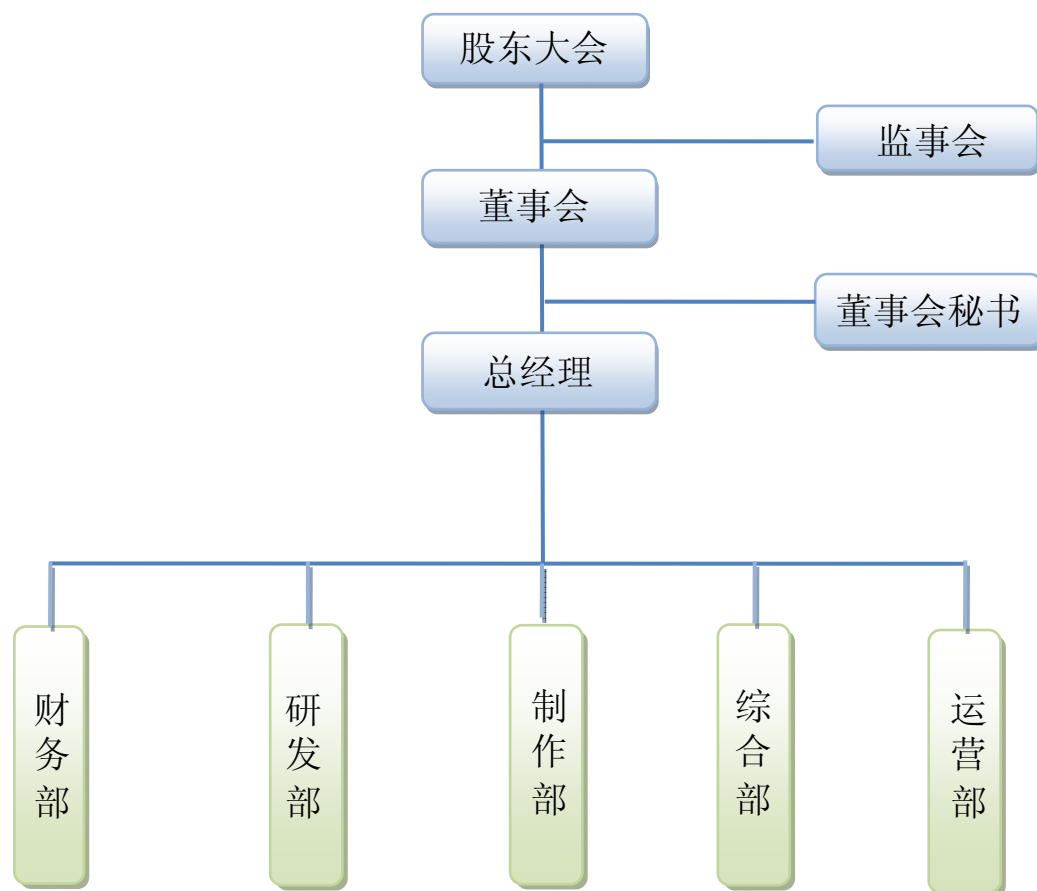 股东大会
监事会
董事会
董事会秘书
总经理
财务部
研发部
制作部
综合部
运营部